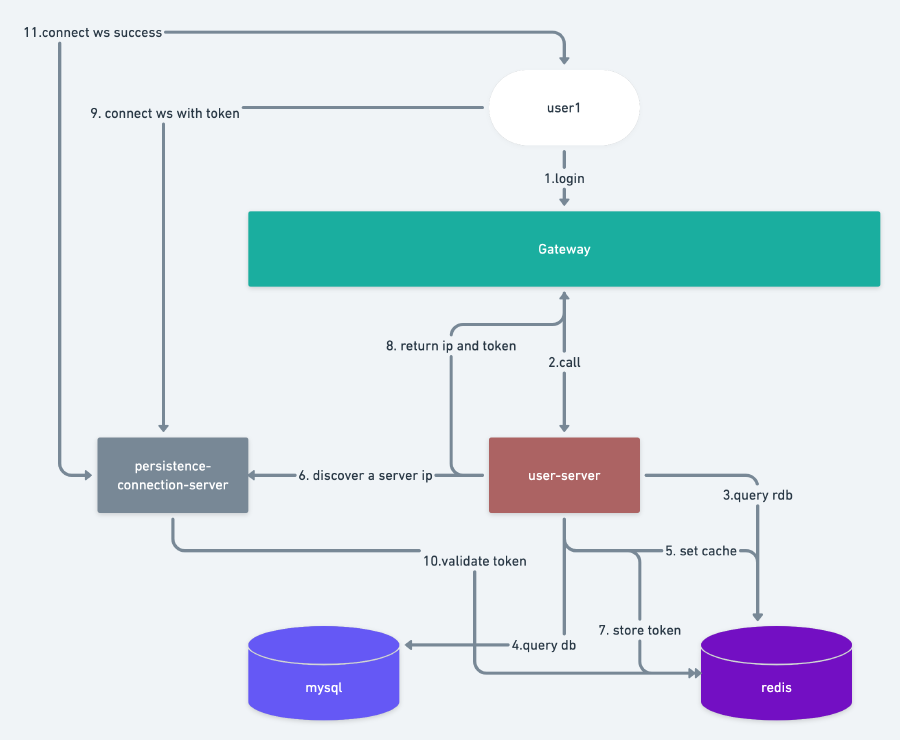 11.connect ws success
user1
9. connect ws with token
1.login
Gateway
8. return ip and token
2.call
persistence-
connection-server
6. discover a server ip
user-server
3.query rdb
5. set cache
10.validate token
7. store token
4.query db
mysql
redis